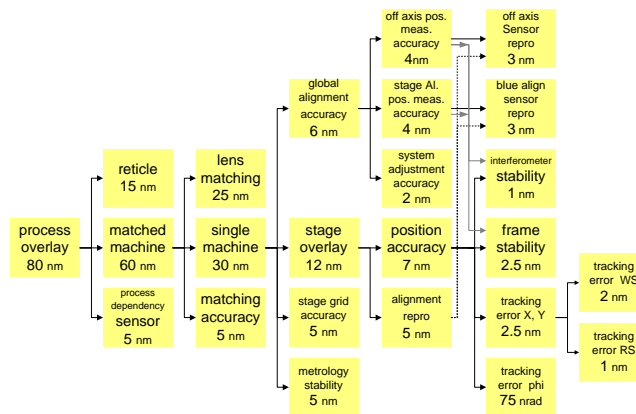 process
overlay
80 nm
reticle
15 nm
matched
machine
60 nm
process dependency
sensor
5 nm
lens
matching
25 nm
single
machine
30 nm
matching
accuracy
5 nm
global
alignment
accuracy
6 nm
stage
overlay
12 nm
stage grid
accuracy
5 nm
metrology
stability
5 nm
off axis pos.
meas.
accuracy
4nm
stage Al.
pos. meas.
accuracy
4 nm
system
adjustment
accuracy
2 nm
position
accuracy
7 nm
alignment
repro
5 nm
off axis
Sensor
repro
3 nm
blue align
sensor
repro
3 nm
interferometer
stability
1 nm
frame
stability
2.5 nm
tracking
error X, Y
2.5 nm
tracking
error phi
75 nrad
tracking
error WS
2 nm
tracking
error RS
1 nm